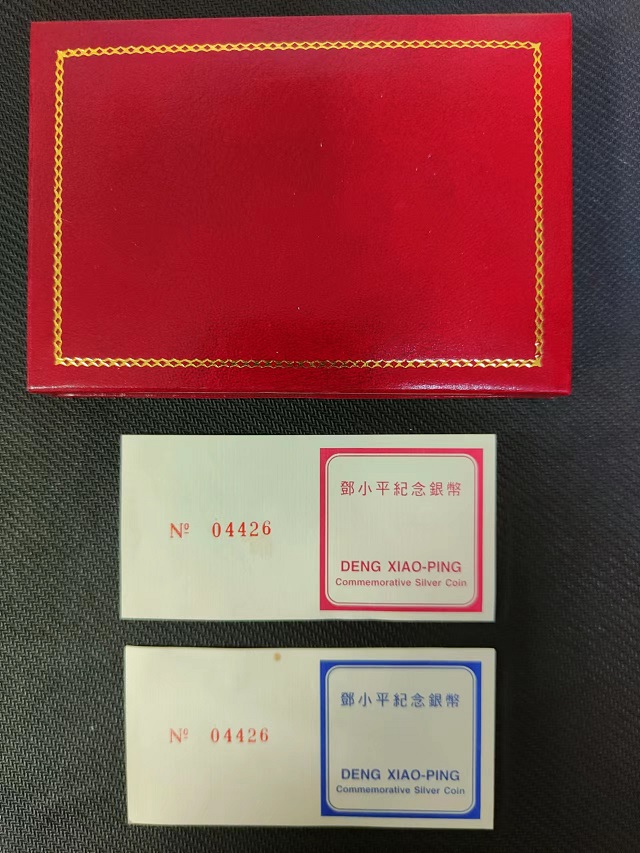 鄧小平紀念銀幣
Nº 04426
DENG XIAO-PING
Commemorative Silver Coin
鄧小平紀念銀幣
Nº 04426
DENG XIAO-PING
Commemorative Silver Coin